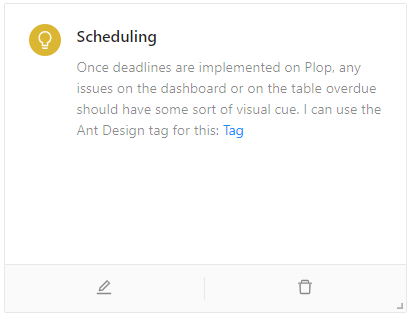 Scheduling
Once deadlines are implemented on Plop, any
issues on the dashboard or on the table overdue
should have some sort of visual cue. I can use the
Ant Design tag for this: Tag